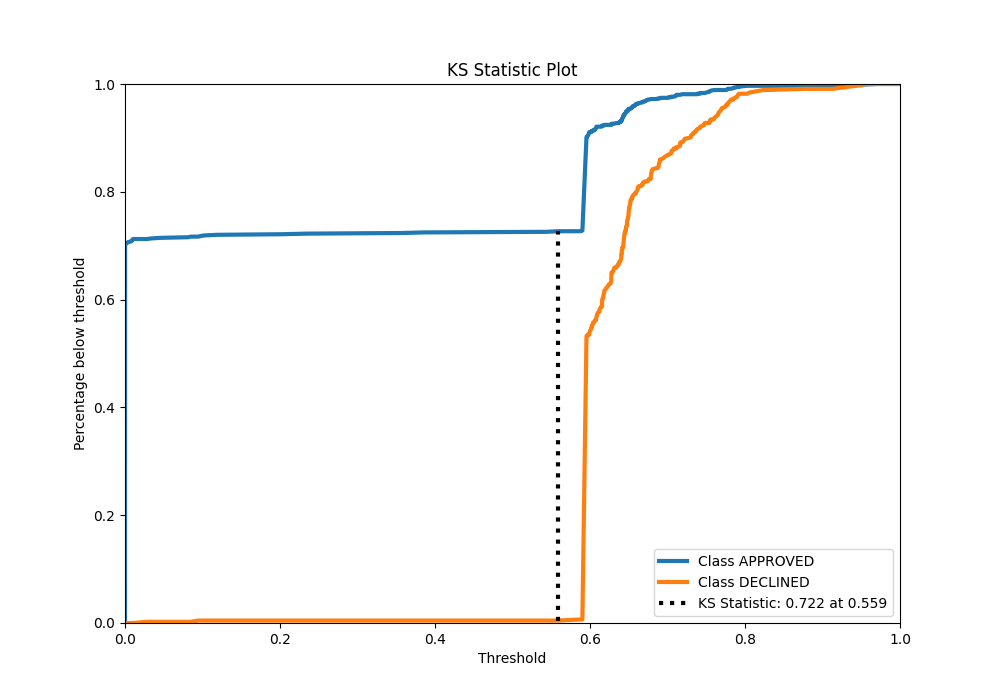 KS Statistic Plot
1.0
0.8
0.6
0.4
0.2
0.0
Percentage below threshold
0.0 0.2 0.4 0.6 0.8 1.0
Threshold
Class APPROVED
Class DECLINED
KS Statistic: 0.722 at 0.559